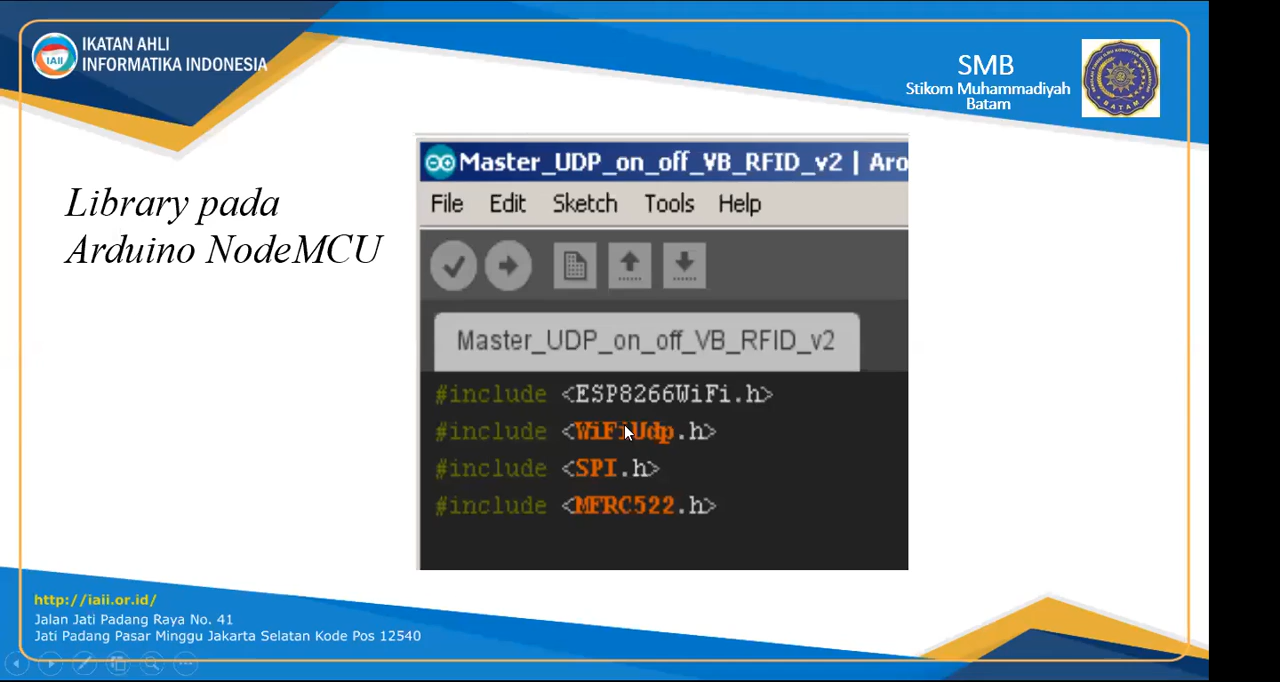 IKATAN AHLI
INFORMATIKA INDONESIA
IAII
SMB
Stikom Muhammadiyah
Batam
Library pada
Arduino NodeMCU
Master_UDP_on_off_VB_RFID_v2 | Aro
File Edit Sketch Tools Help
Master_UDP_on_off_VB_RFID_v2
#include <ESP8266WiFi.h>
#include <WiFiUdp.h>
#include <SPI.h>
#include <MFRC522.h>
http://iaii.or.id/
Jalan Jati Padang Raya No. 41
Jati Padang Pasar Minggu Jakarta Selatan Kode Pos 12540